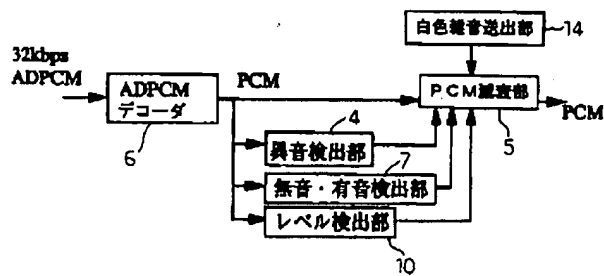 白色雑音送出部
14
32kbps
ADPCM
ADPCM
デコーダ
6
PCM
PCM減衰部
5
PCM
4
異音検出部
7
無音・有音検出部
レベル検出部
10